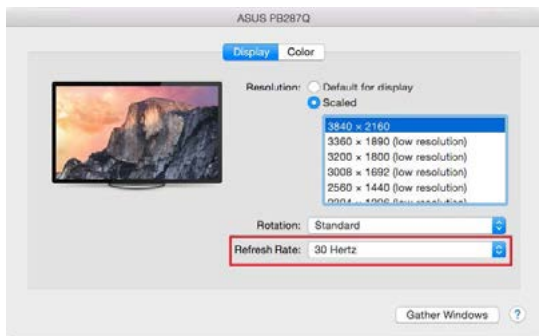 ASUS PB287Q
Display Color
Resolution: Default for display
Scaled
3840 × 2160
3360 × 1890 (low resolution)
3200 × 1800 (low resolution)
3008 × 1692 (low resolution)
2560 × 1440 (low resolution)
Rotation: Standard
Refresh Rate: 30 Hertz
Gather Windows ?